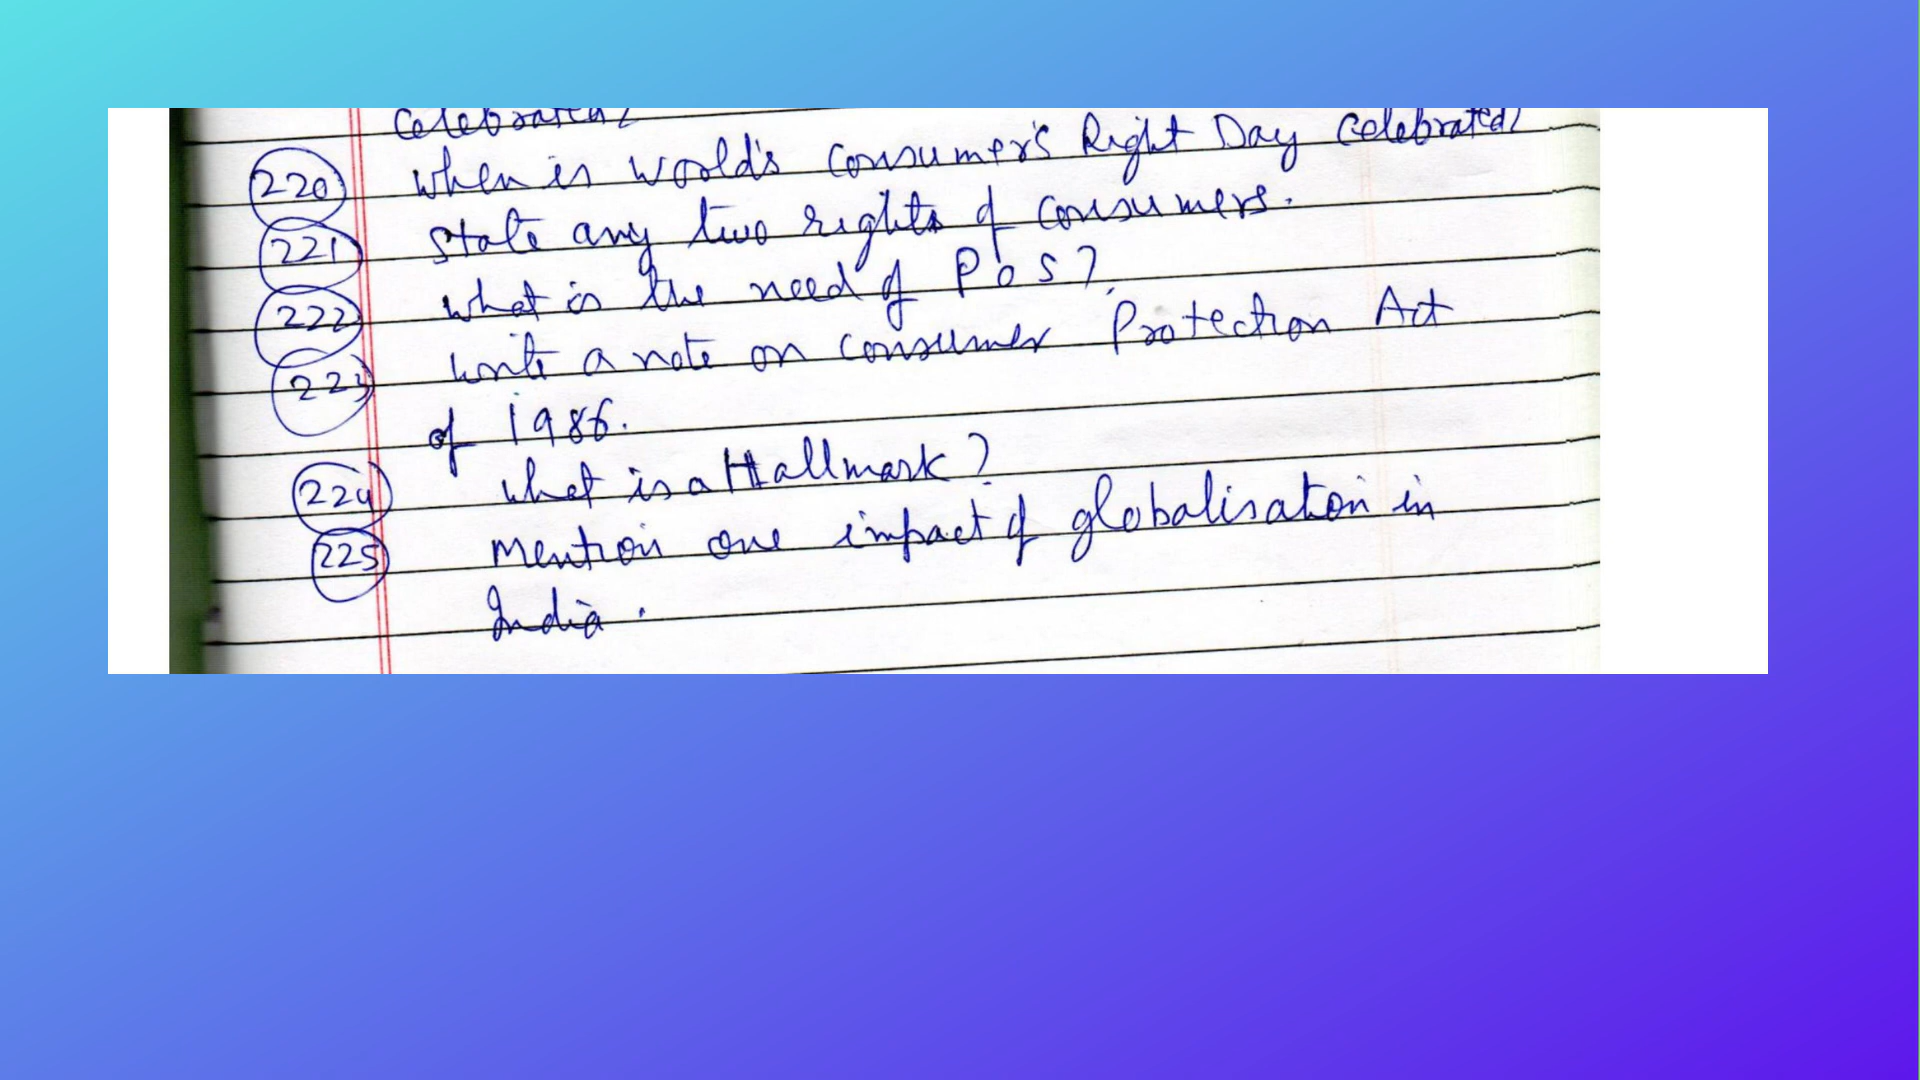 Celebrated?
220 When is World's Consumer's Right Day Celebrated?
221 State any two rights of Consumers.
222 What is the need of POS?
223 Write a note on Consumer Protection Act
of 1986.
224 What is a Hallmark?
225 Mention one impact of globalisation in
India.